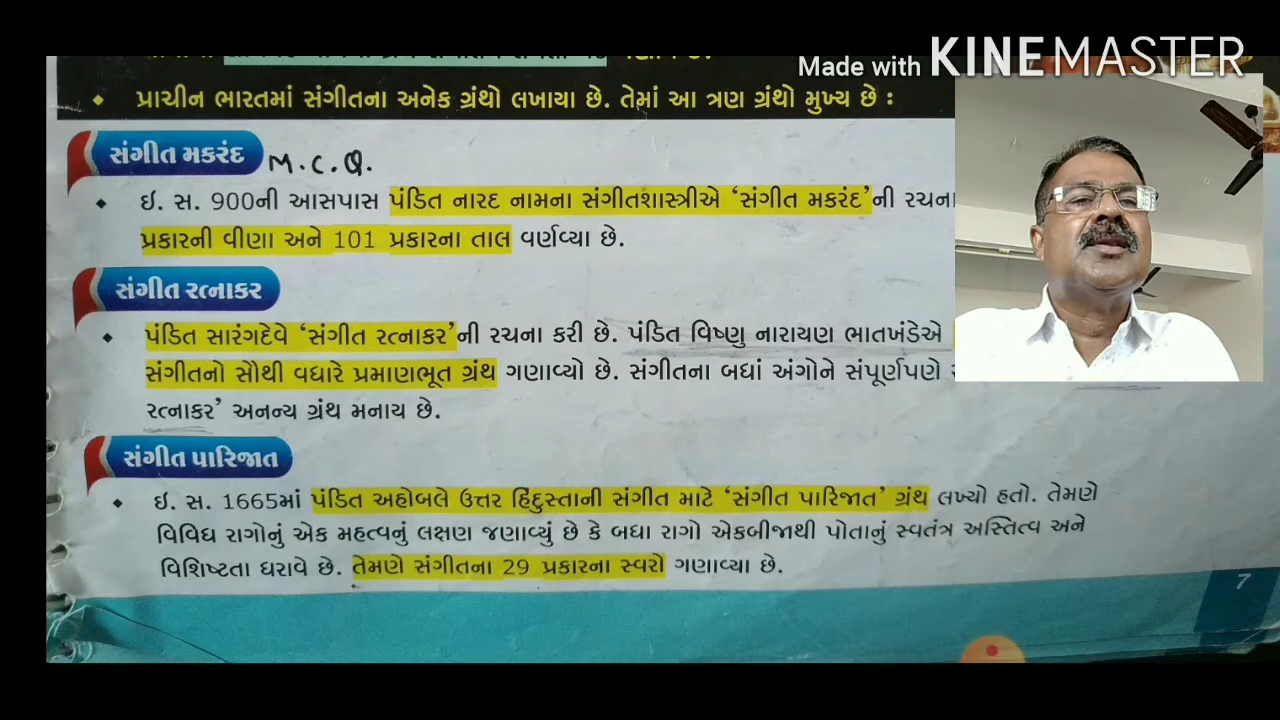 Made with KINEMASTER
પ્રાચીન ભારતમાં સંગીતના અનેક ગ્રંથો લખાયા છે. તેમાં આ ત્રણ ગ્રંથો મુખ્ય છે :
સંગીત મકરંદ
M.C.Q.
ઇ. સ. 900ની આસપાસ પંડિત નારદ નામના સંગીતશાસ્ત્રીએ ‘સંગીત મકરંદ’ની રચના
પ્રકારની વીણા અને 101 પ્રકારના તાલ વર્ણવ્યા છે.
સંગીત રત્નાકર
પંડિત સારંગદેવે ‘સંગીત રત્નાકર’ની રચના કરી છે. પંડિત વિષ્ણુ નારાયણ ભાતખંડેએ
સંગીતનો સૌથી વધારે પ્રમાણભૂત ગ્રંથ ગણાવ્યો છે. સંગીતના બધાં અંગોને સંપૂર્ણપણે
રત્નાકર’ અનન્ય ગ્રંથ મનાય છે.
સંગીત પારિજાત
ઇ. સ. 1665માં પંડિત અહોબલે ઉત્તર હિંદુસ્તાની સંગીત માટે ‘સંગીત પારિજાત’ ગ્રંથ લખ્યો હતો. તેમણે
વિવિધ રાગોનું એક મહત્વનું લક્ષણ જણાવ્યું છે કે બધા રાગો એકબીજાથી પોતાનું સ્વતંત્ર અસ્તિત્વ અને
વિશિષ્ટતા ધરાવે છે. તેમણે સંગીતના 29 પ્રકારના સ્વરો ગણાવ્યા છે.
7